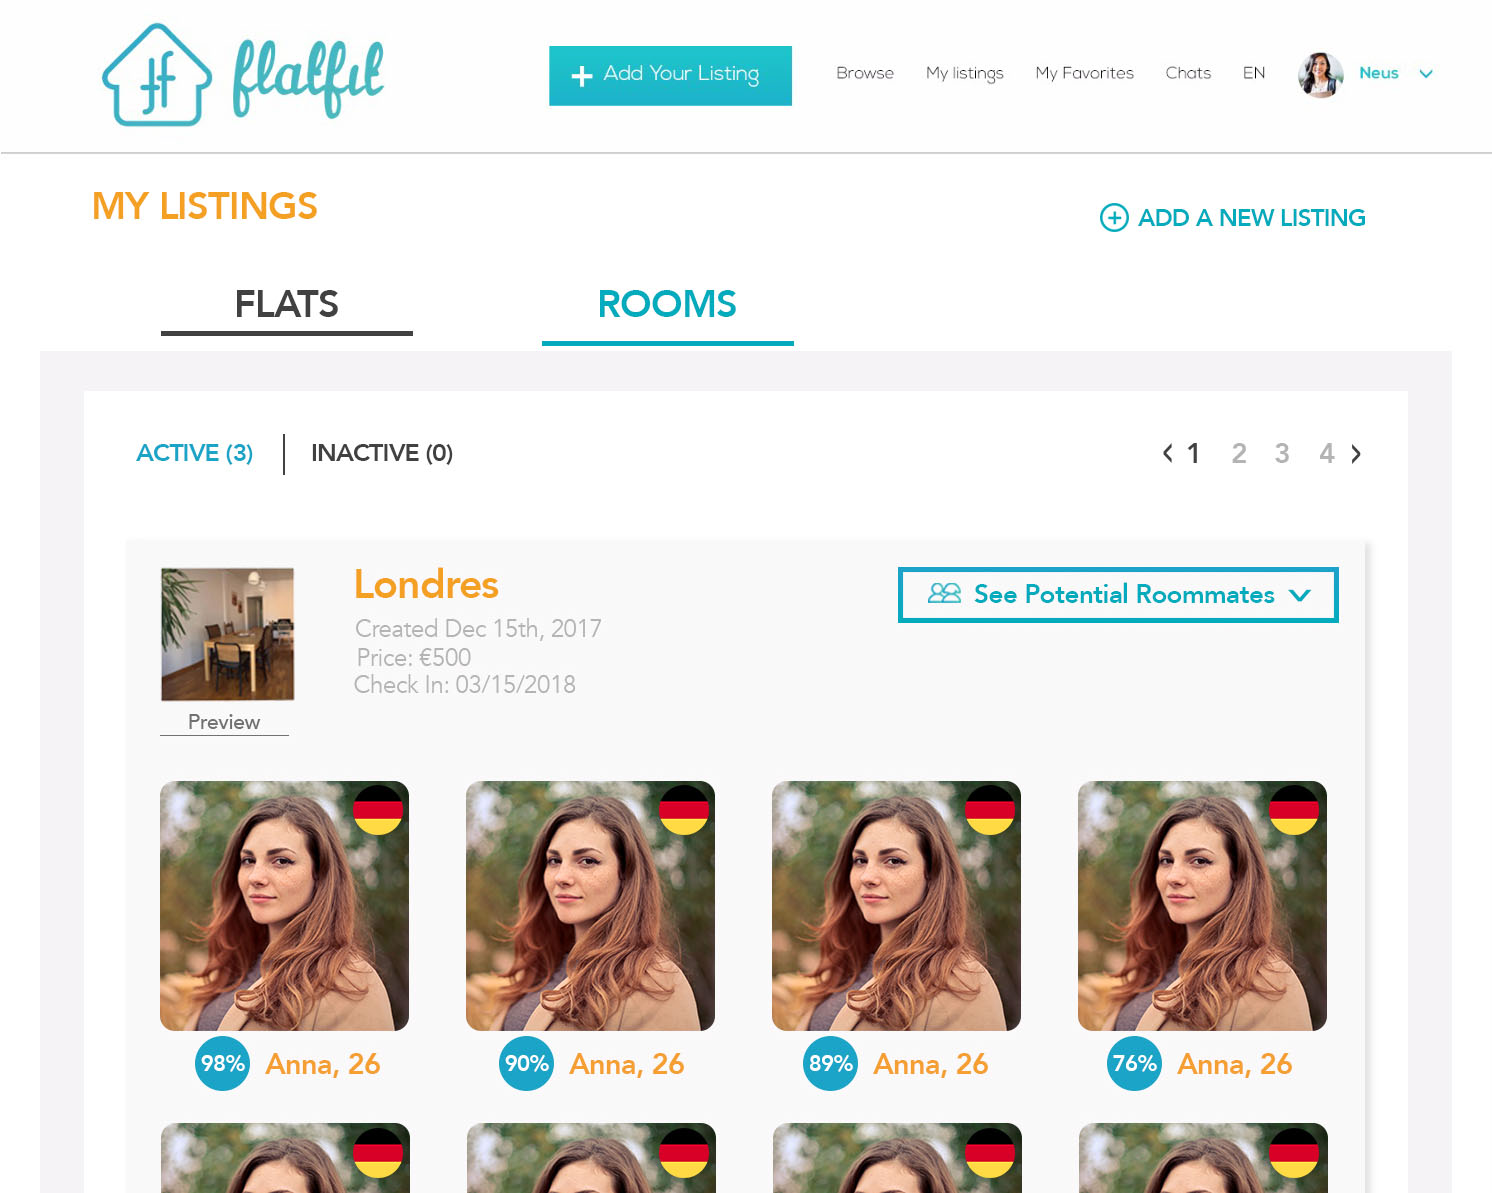 flatfit
+ Add Your Listing
Browse My listings My Favorites Chats EN Neus
MY LISTINGS
ADD A NEW LISTING
FLATS ROOMS
ACTIVE (3) INACTIVE (0)
1 2 3 4
Londres
See Potential Roommates
Created Dec 15th, 2017
Price: €500
Check In: 03/15/2018
Preview
98% Anna, 26 90% Anna, 26 89% Anna, 26 76% Anna, 26